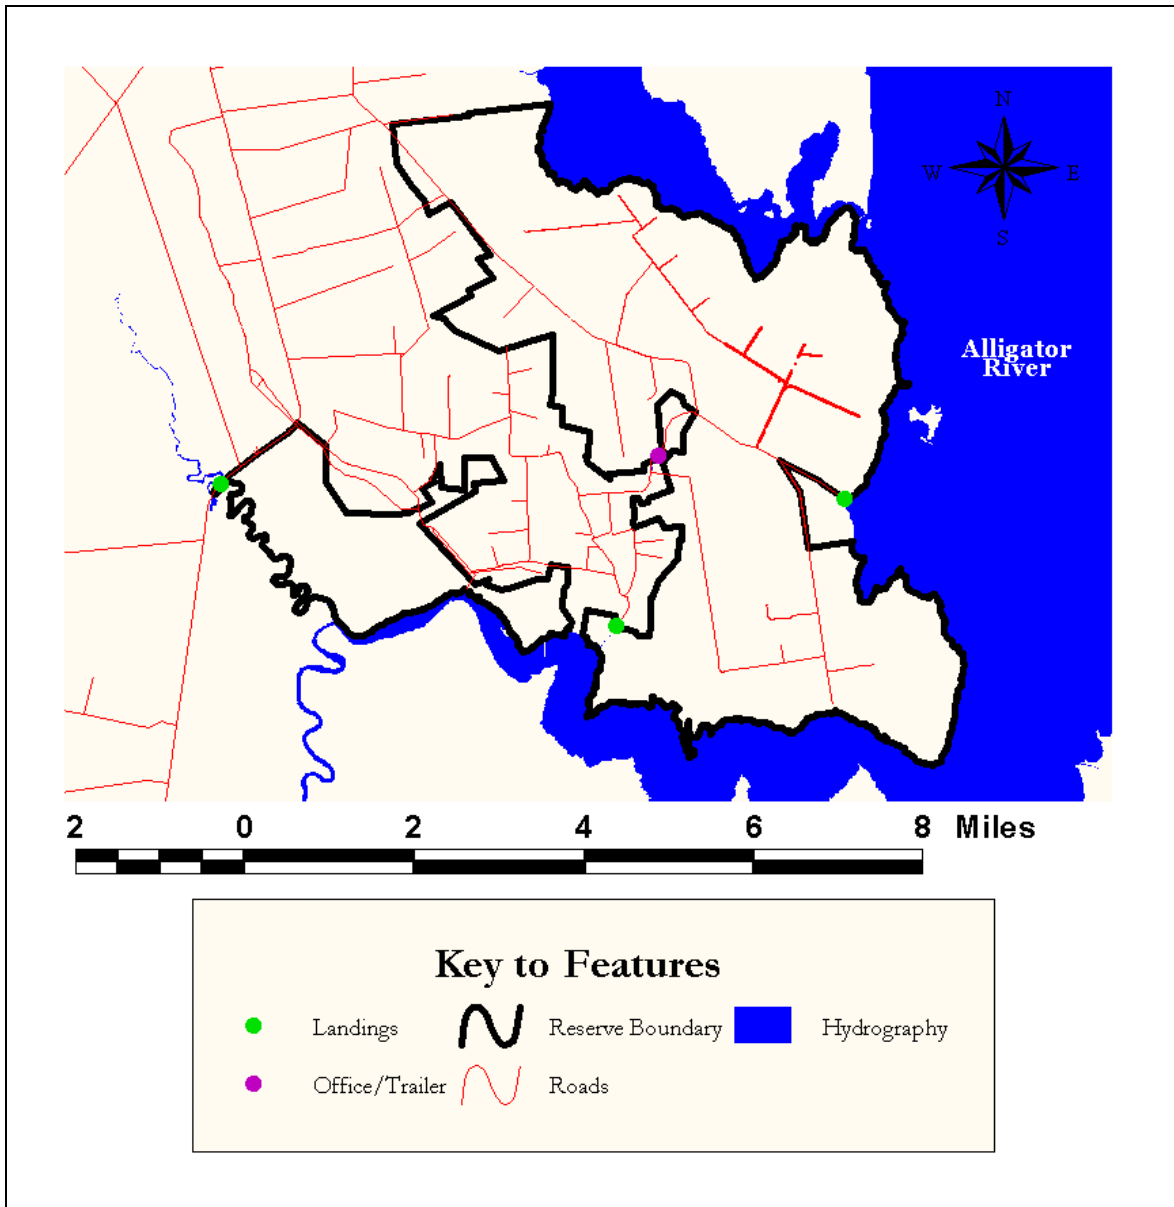 N
W E
S
Alligator
River
2 0 2 4 6 8 Miles
Key to Features
Landings Reserve Boundary Hydrography
Office/Trailer Roads